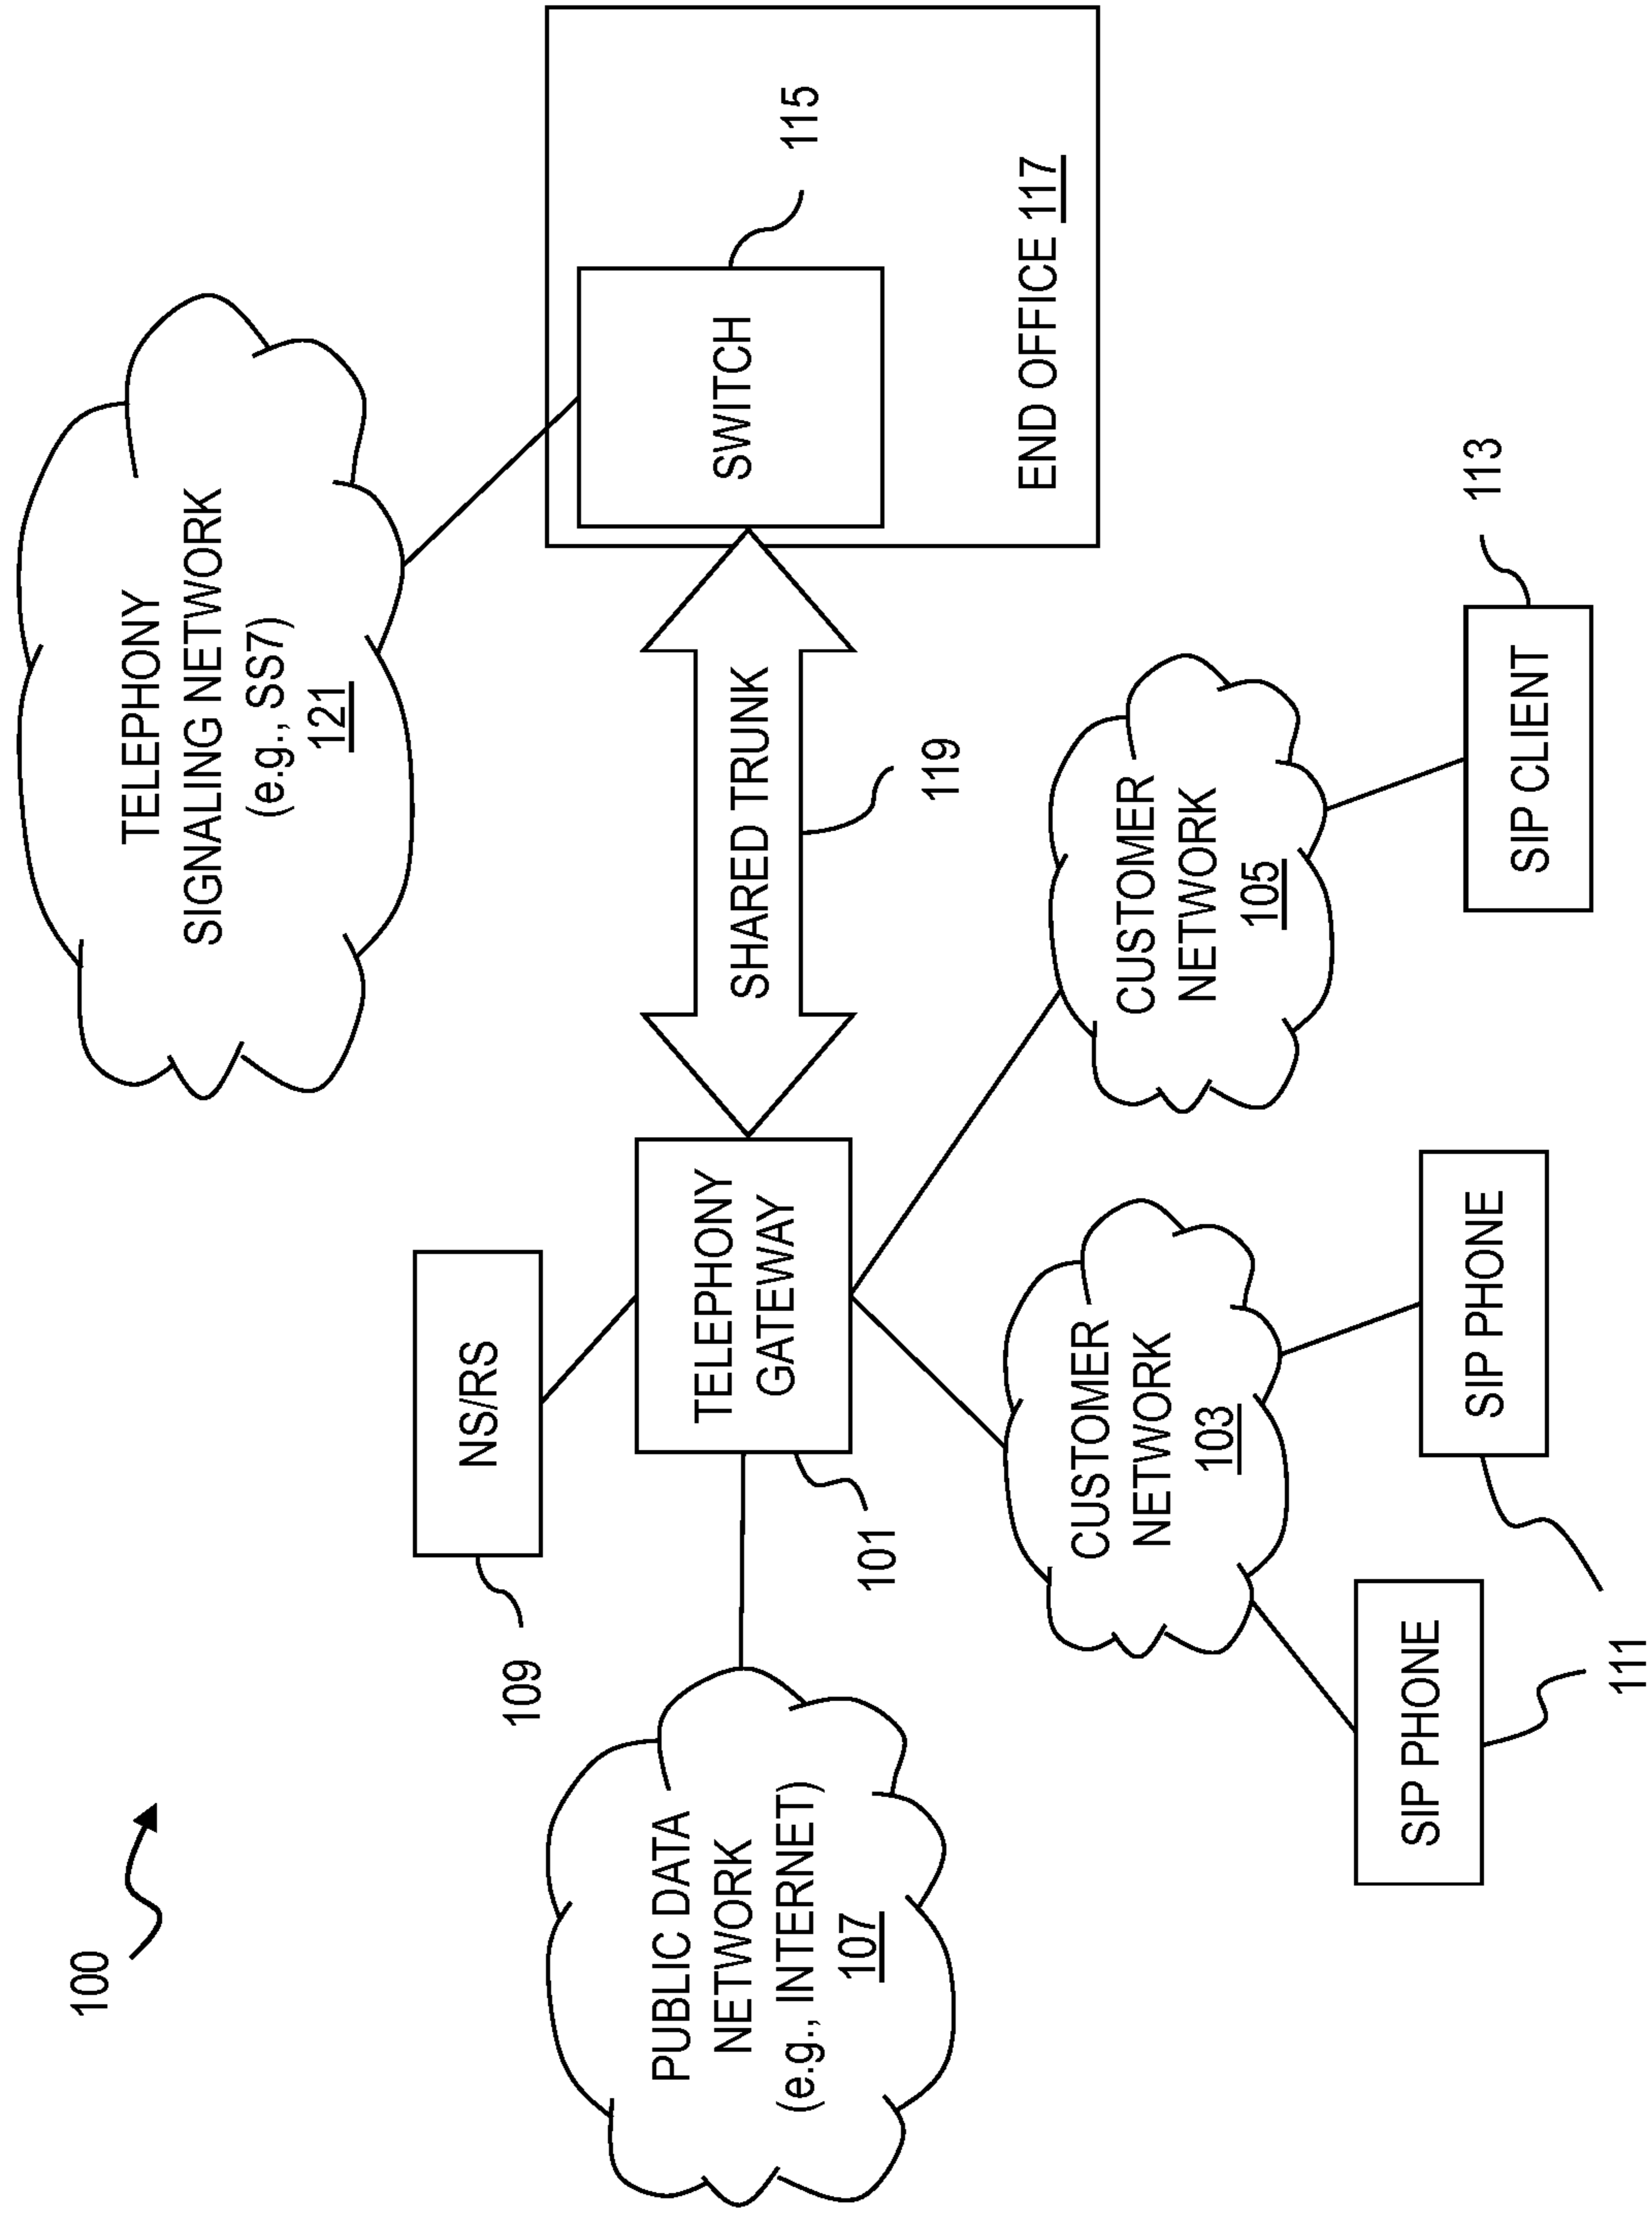 100
TELEPHONY
SIGNALING NETWORK
(e.g., SS7)
121
109
NS/RS
PUBLIC DATA
NETWORK
(e.g., INTERNET)
107
TELEPHONY
GATEWAY
101
SHARED TRUNK
119
SWITCH
115
END OFFICE 117
CUSTOMER
NETWORK
103
CUSTOMER
NETWORK
105
SIP PHONE
SIP PHONE
111
SIP CLIENT
113